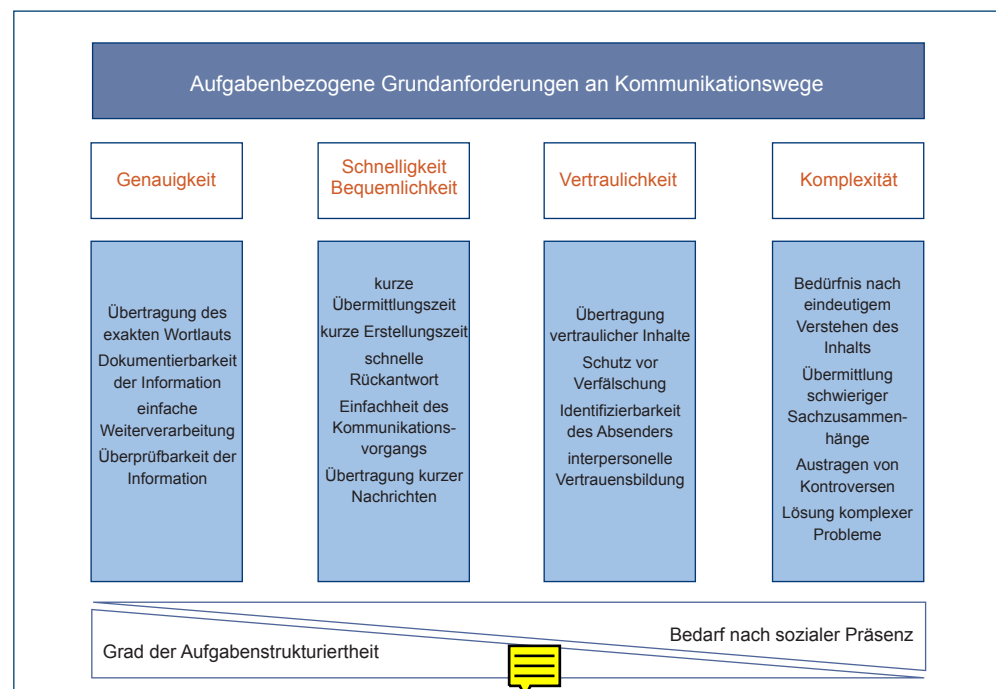 Aufgabenbezogene Grundanforderungen an Kommunikationswege
Genauigkeit
Übertragung des
exakten Wortlauts
Dokumentierbarkeit
der Information
einfache
Weiterverarbeitung
Überprüfbarkeit der
Information
Schnelligkeit
Bequemlichkeit
kurze
Übermittlungszeit
kurze Erstellungszeit
schnelle
Rückantwort
Einfachheit des
Kommunikations-
vorgangs
Übertragung kurzer
Nachrichten
Vertraulichkeit
Übertragung
vertraulicher Inhalte
Schutz vor
Verfälschung
Identifizierbarkeit
des Absenders
interpersonelle
Vertrauensbildung
Komplexität
Bedürfnis nach
eindeutigem
Verstehen des
Inhalts
Übermittlung
schwieriger
Sachzusammen-
hänge
Austragen von
Kontroversen
Lösung komplexer
Probleme
Grad der Aufgabenstrukturiertheit
Bedarf nach sozialer Präsenz